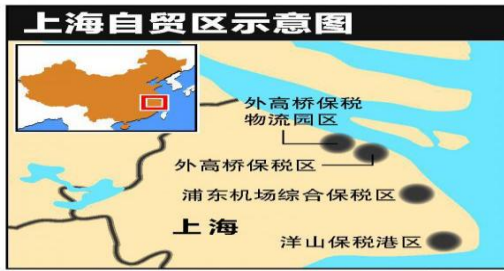 上海自贸区示意图
外高桥保税
物流园区
外高桥保税区
浦东机场综合保税区
上海
洋山保税港区